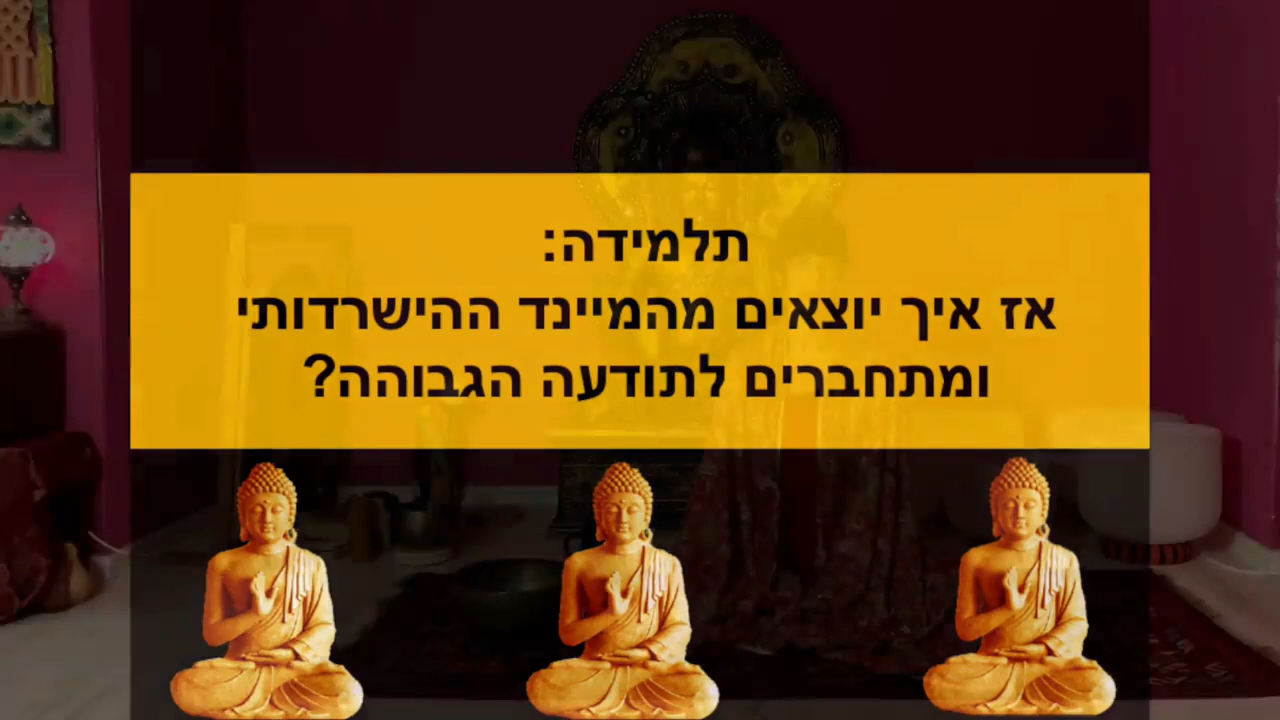 תלמידה:
אז איך יוצאים מהמיינד ההישרדותי
ומתחברים לתודעה הגבוהה?